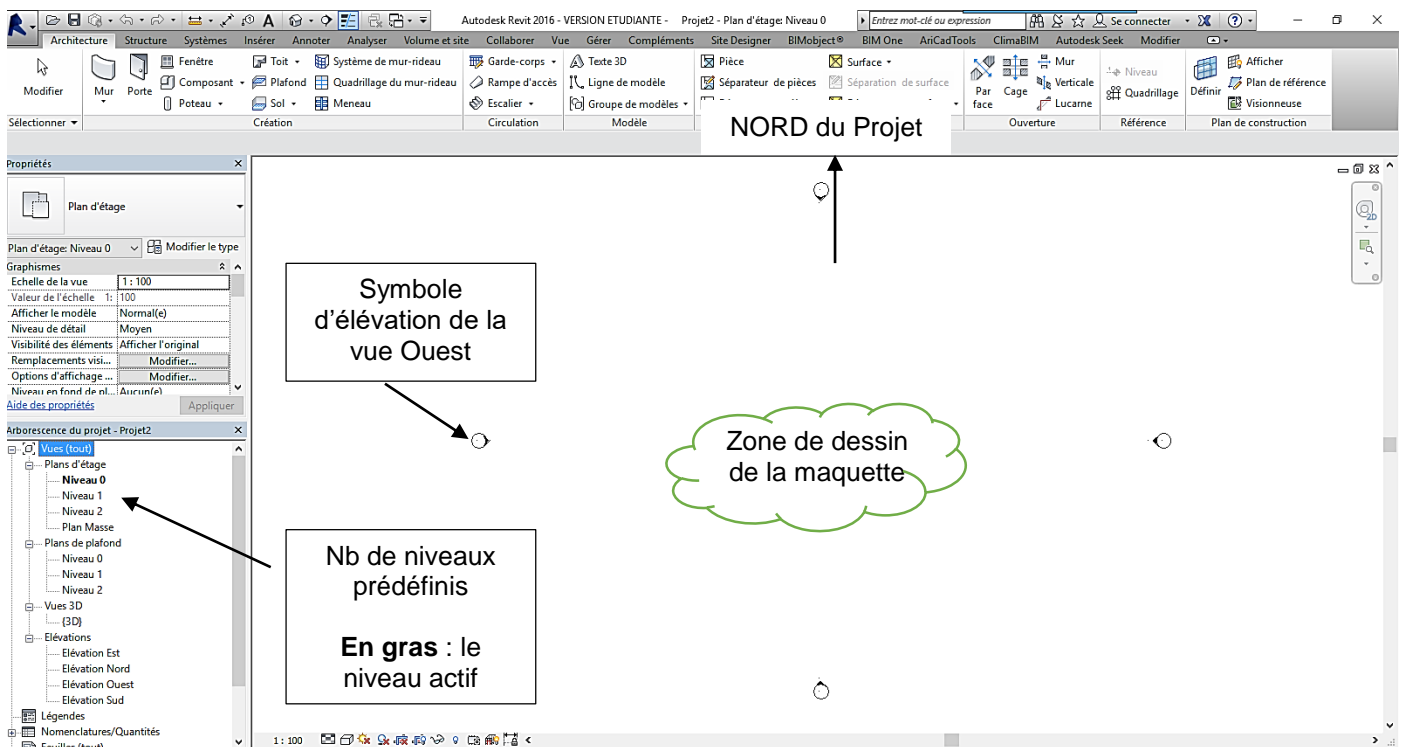 Autodesk Revit 2016 - VERSION ETUDIANTE - Projet2 - Plan d'étage: Niveau 0
Entrez mot-clé ou expression
Se connecter
Architecture Structure Systèmes Insérer Annoter Analyser Volume et site Collaborer Vue Gérer Compléments Site Designer BIMobject® BIM One AriCadTools ClimaBIM Autodesk Seek Modifier
Modifier
Mur
Porte
Fenêtre
Composant
Poteau
Toit
Plafond
Sol
Système de mur-rideau
Quadrillage du mur-rideau
Meneau
Garde-corps
Rampe d'accès
Escalier
Texte 3D
Ligne de modèle
Groupe de modèles
Pièce
Séparateur de pièces
Surface
Séparation de surface
Par face
Cage
Mur
Verticale
Lucarne
Niveau
Quadrillage
Définir
Afficher
Plan de référence
Visionneuse
Sélectionner
Création
Circulation
Modèle
Ouverture
Référence
Plan de construction
NORD du Projet
Propriétés
Plan d'étage
Plan d'étage: Niveau 0
Modifier le type
Graphismes
Echelle de la vue 1 : 100
Valeur de l'échelle 1: 100
Afficher le modèle Normal(e)
Niveau de détail Moyen
Visibilité des éléments Afficher l'original
Remplacements visi... Modifier...
Options d'affichage ... Modifier...
Niveau en fond de pl... Aucun(e)
Aide des propriétés
Appliquer
Arborescence du projet - Projet2
Vues (tout)
Plans d'étage
Niveau 0
Niveau 1
Niveau 2
Plan Masse
Plans de plafond
Niveau 0
Niveau 1
Niveau 2
Vues 3D
{3D}
Elévations
Elévation Est
Elévation Nord
Elévation Ouest
Elévation Sud
Légendes
Nomenclatures/Quantités
Feuilles (tout)
Symbole
d'élévation de la
vue Ouest
Zone de dessin
de la maquette
Nb de niveaux
prédéfinis
En gras : le
niveau actif
2D
1 : 100